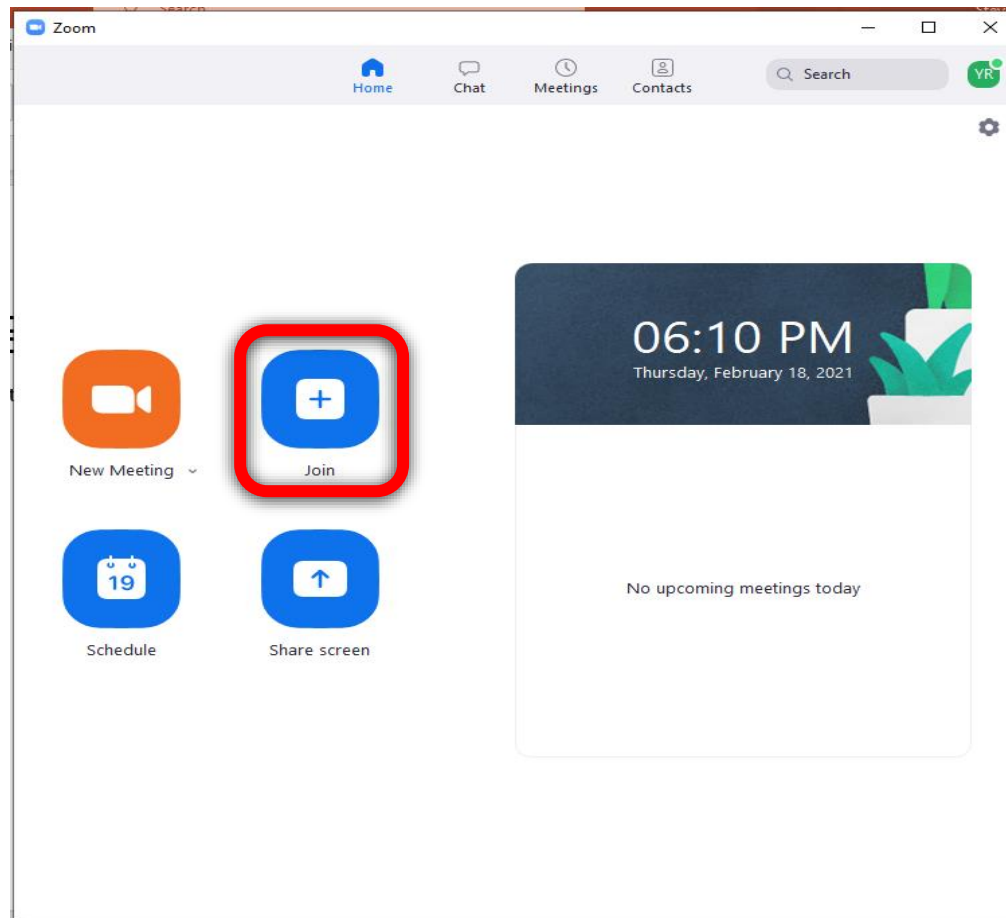 Search
Zoom
Home
Chat
Meetings
Contacts
Search
YR
06:10 PM
Thursday, February 18, 2021
New Meeting
Join
19
Schedule
Share screen
No upcoming meetings today